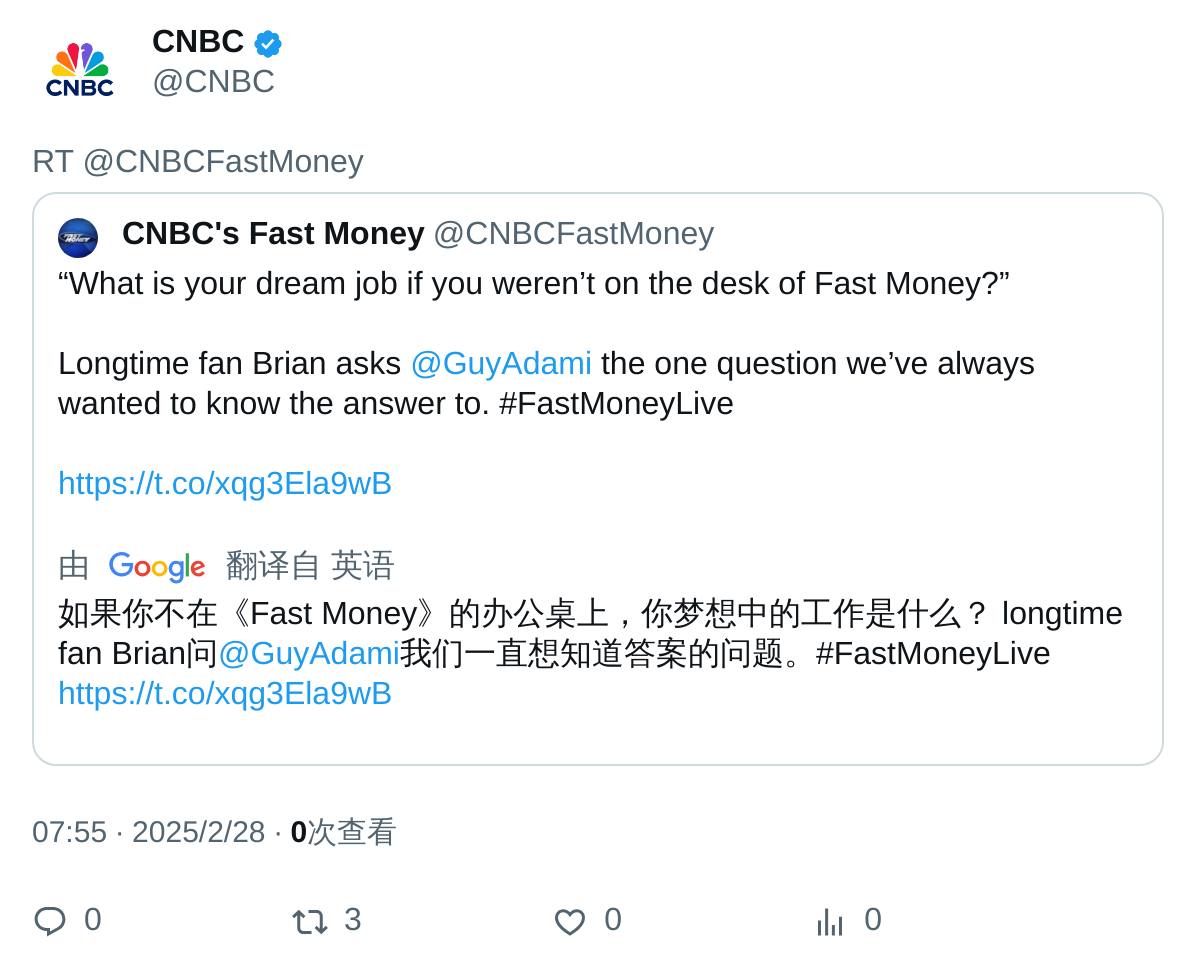 CNBC
CNBC
@CNBC
RT @CNBCFastMoney
FAST MONEY
CNBC's Fast Money @CNBCFastMoney
“What is your dream job if you weren’t on the desk of Fast Money?”
Longtime fan Brian asks @GuyAdami the one question we’ve always
wanted to know the answer to. #FastMoneyLive
https://t.co/xqg3Ela9wB
由 Google 翻译自 英语
如果你不在《Fast Money》的办公桌上，你梦想中的工作是什么？ longtime
fan Brian问@GuyAdami我们一直想知道答案的问题。#FastMoneyLive
https://t.co/xqg3Ela9wB
07:55 · 2025/2/28 · 0次查看
0 3 0 0